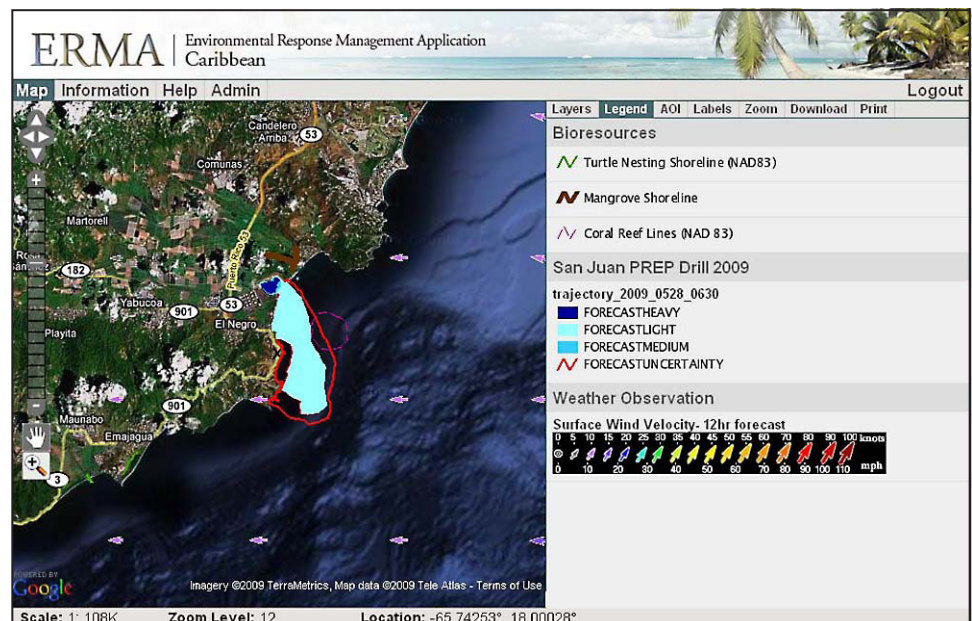 ERMA
Environmental Response Management Application
Caribbean
Map Information Help Admin Logout
Layers Legend AOI Labels Zoom Download Print
Bioresources
Turtle Nesting Shoreline (NAD83)
Mangrove Shoreline
Coral Reef Lines (NAD 83)
San Juan PREP Drill 2009
trajectory_2009_0528_0630
FORECASTHEAVY
FORECASTLIGHT
FORECASTMEDIUM
FORECASTUNCERTAINTY
Weather Observation
Surface Wind Velocity- 12hr forecast
0 5 10 15 20 25 30 35 40 45 50 55 60 70 80 90 100 knots
0 10 20 30 40 50 60 70 80 90 100 110 mph
Candelero
Arriba
53
Comunas
Martorell
Puerto Rico 53
182
Yabucoa
901
53
El Negro
Playita
901
Maunabo
Emajagua
3
POWERED BY
Google
Imagery ©2009 TerraMetrics, Map data ©2009 Tele Atlas - Terms of Use
Scale: 1: 108K Zoom Level: 12 Location: -65.74253°, 18.00028°